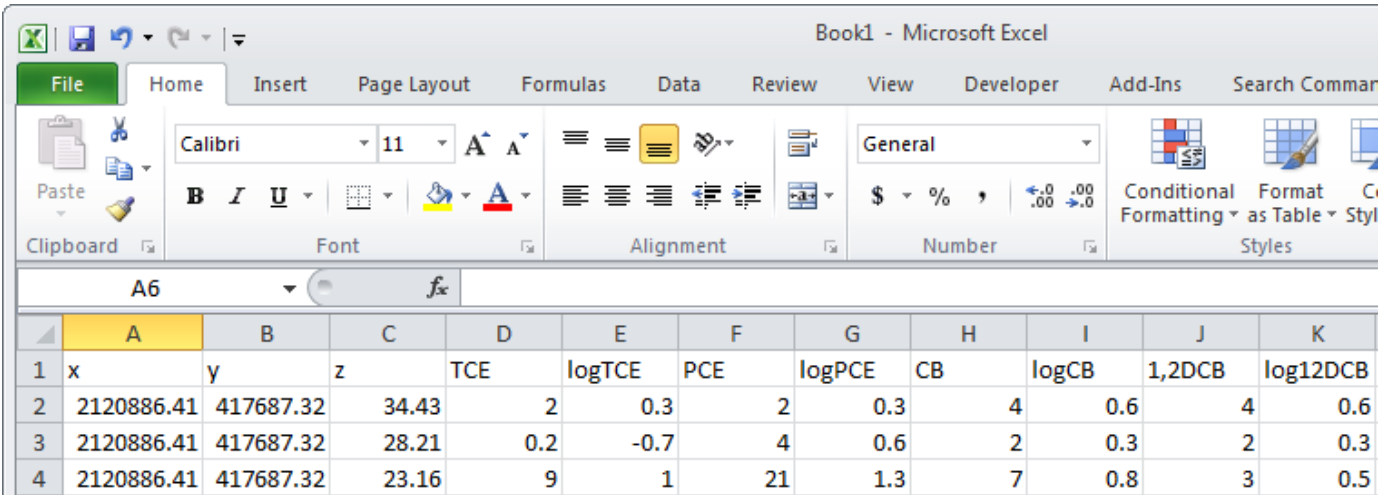 Book1 - Microsoft Excel
File Home Insert Page Layout Formulas Data Review View Developer Add-Ins Search
Calibri 11 A A General
Paste B I U A $ % , .0 .00 .00 .0 Conditional Formatting Format as Table
Clipboard Font Alignment Number Styles
A6 fx
A B C D E F G H I J K
1 x y z TCE logTCE PCE logPCE CB logCB 1,2DCB log12DCB
2 2120886.41 417687.32 34.43 2 0.3 2 0.3 4 0.6 4 0.6
3 2120886.41 417687.32 28.21 0.2 -0.7 4 0.6 2 0.3 2 0.3
4 2120886.41 417687.32 23.16 9 1 21 1.3 7 0.8 3 0.5